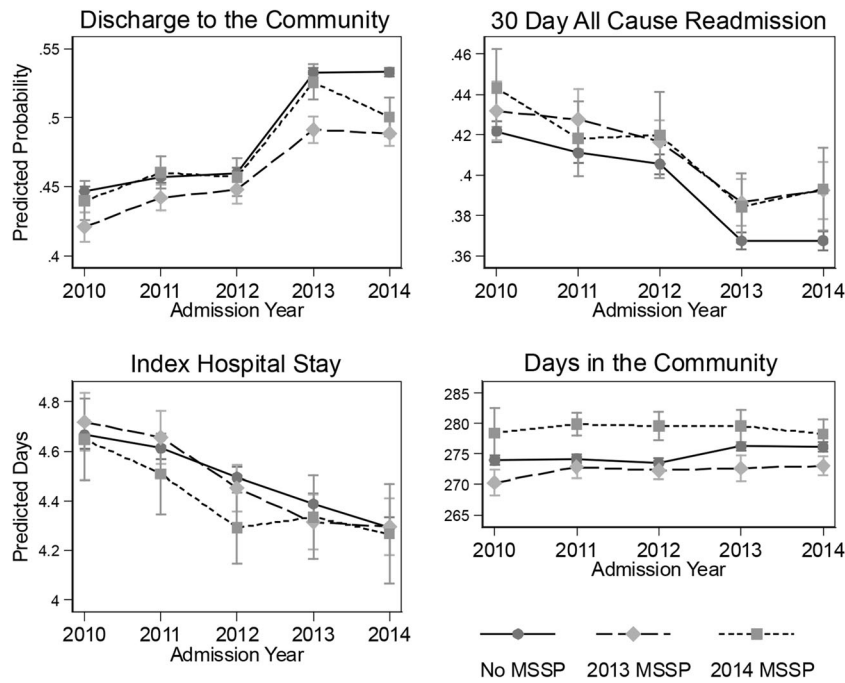 Discharge to the Community
30 Day All Cause Readmission
Predicted Probability
.55
.5
.45
.4
2010 2011 2012 2013 2014
Admission Year
.46
.44
.42
.4
.38
.36
2010 2011 2012 2013 2014
Admission Year
Index Hospital Stay
Days in the Community
Predicted Days
4.8
4.6
4.4
4.2
4
2010 2011 2012 2013 2014
Admission Year
285
280
275
270
265
2010 2011 2012 2013 2014
Admission Year
No MSSP 2013 MSSP 2014 MSSP